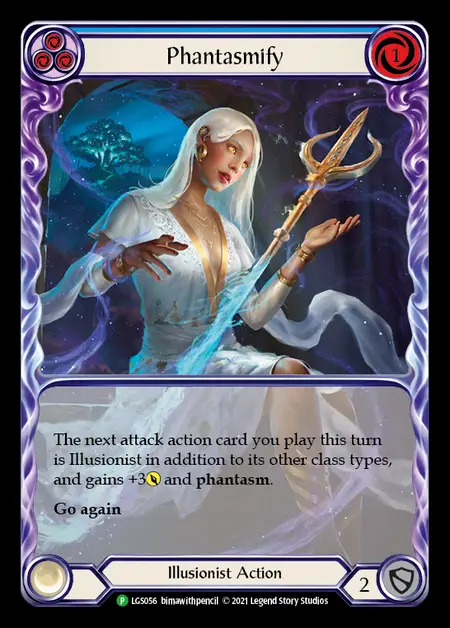 Phantasmify
1
The next attack action card you play this turn
is Illusionist in addition to its other class types,
and gains +3 and phantasm.
Go again
Illusionist Action
2
P LGS056 bimawithpencil © 2021 Legend Story Studios